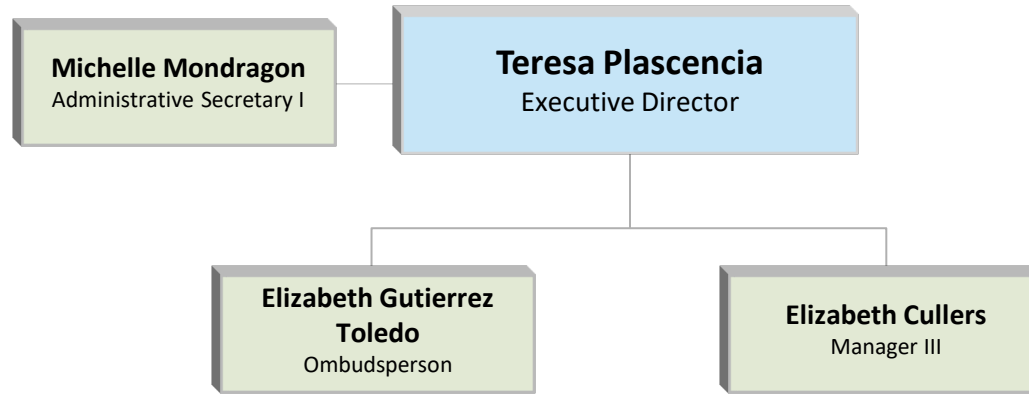 Michelle Mondragon
Administrative Secretary I
Teresa Plascencia
Executive Director
Elizabeth Gutierrez
Toledo
Ombudsperson
Elizabeth Cullers
Manager III